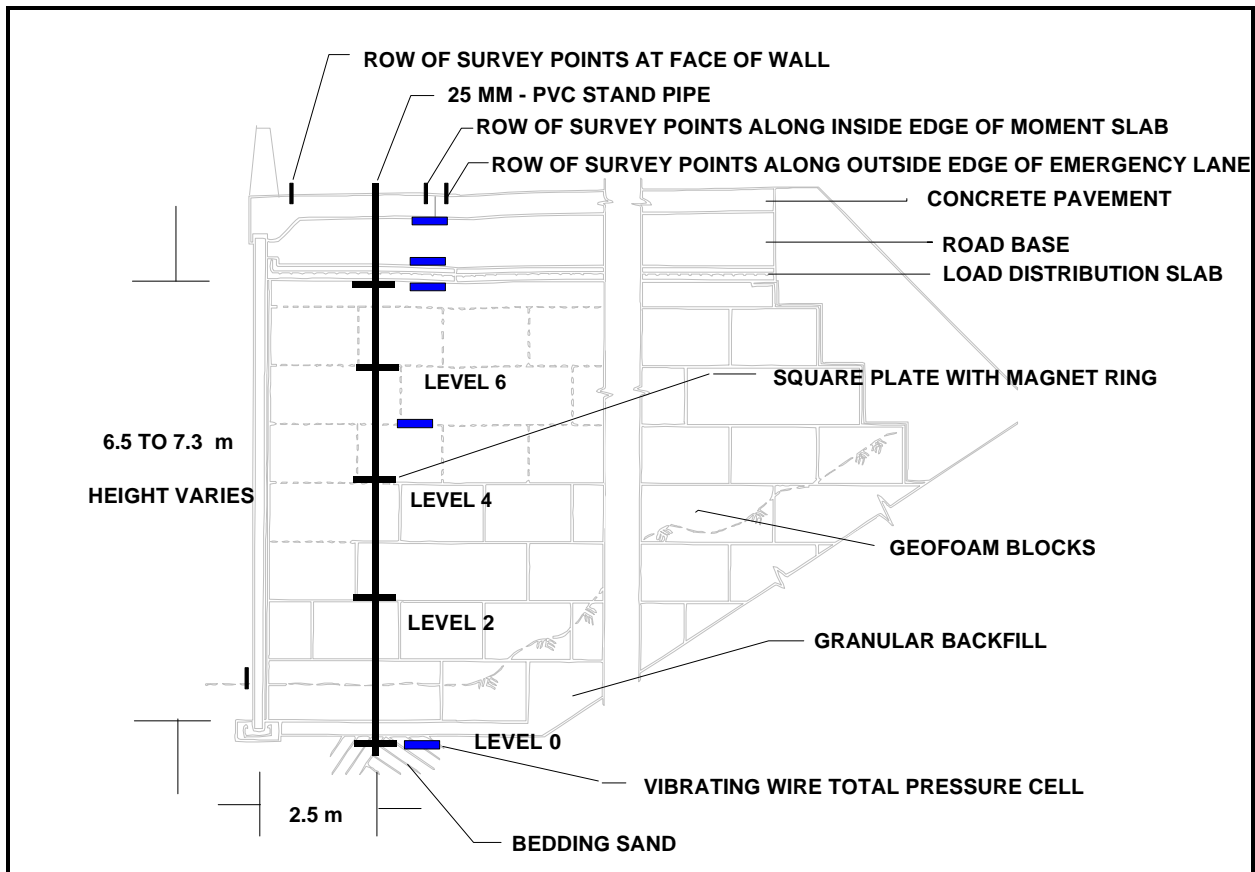 ROW OF SURVEY POINTS AT FACE OF WALL
25 MM - PVC STAND PIPE
ROW OF SURVEY POINTS ALONG INSIDE EDGE OF MOMENT SLAB
ROW OF SURVEY POINTS ALONG OUTSIDE EDGE OF EMERGENCY LANE
CONCRETE PAVEMENT
ROAD BASE
LOAD DISTRIBUTION SLAB
LEVEL 6
SQUARE PLATE WITH MAGNET RING
6.5 TO 7.3 m
HEIGHT VARIES
LEVEL 4
GEOFOAM BLOCKS
LEVEL 2
GRANULAR BACKFILL
LEVEL 0
VIBRATING WIRE TOTAL PRESSURE CELL
2.5 m
BEDDING SAND